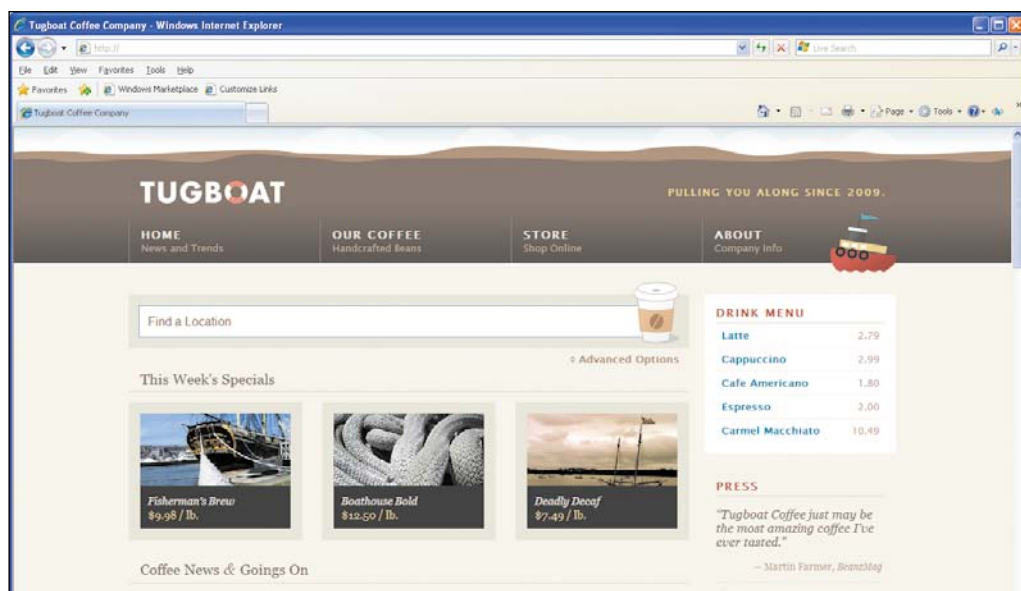 Tugboat Coffee Company - Windows Internet Explorer
http://
Live Search
File Edit View Favorites Tools Help
Favorites Windows Marketplace Customize Links
Tugboat Coffee Company
Page Tools
TUGBOAT
PULLING YOU ALONG SINCE 2009.
HOME
News and Trends
OUR COFFEE
Handcrafted Beans
STORE
Shop Online
ABOUT
Company Info
Find a Location
Advanced Options
This Week's Specials
Fisherman's Brew
$9.98 / lb.
Boathouse Bold
$12.50 / lb.
Deadly Decaf
$7.49 / lb.
Coffee News & Goings On
DRINK MENU
Latte 2.79
Cappuccino 2.99
Cafe Americano 1.80
Espresso 2.00
Carmel Macchiato 10.49
PRESS
"Tugboat Coffee just may be
the most amazing coffee I've
ever tasted."
— Martin Farmer, BeantMag